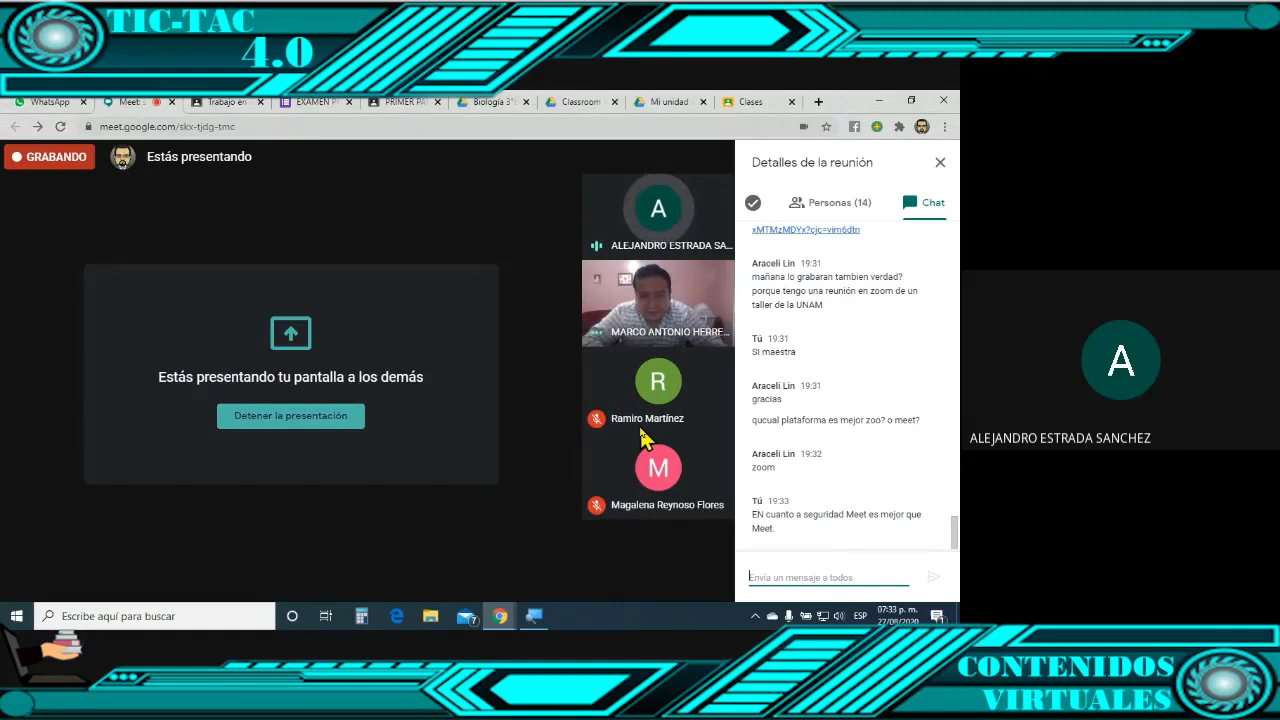 TIC-TAC
4.0
WhatsApp
Meet: s
Trabajo en
EXAMEN P
PRIMER PA
Biología 3°
Classroom
Mi unidad
Clases
meet.google.com/skx-tjdg-tmc
GRABANDO
Estás presentando
Detalles de la reunión
Personas (14)
Chat
A
ALEJANDRO ESTRADA SA...
MARCO ANTONIO HERRE...
R
Ramiro Martínez
M
Magalena Reynoso Flores
Estás presentando tu pantalla a los demás
Detener la presentación
xMTMzMDYx?cjc=vim6dtn
Araceli Lin 19:31
mañana lo grabaran tambien verdad?
porque tengo una reunión en zoom de un
taller de la UNAM
Tú 19:31
SI maestra
Araceli Lin 19:31
gracias
qucual plataforma es mejor zoo? o meet?
Araceli Lin 19:32
zoom
Tú 19:33
EN cuanto a seguridad Meet es mejor que
Meet.
Envía un mensaje a todos
A
ALEJANDRO ESTRADA SANCHEZ
Escribe aquí para buscar
7
ESP
07:33 p. m.
27/08/2020
1
CONTENIDOS
VIRTUALES